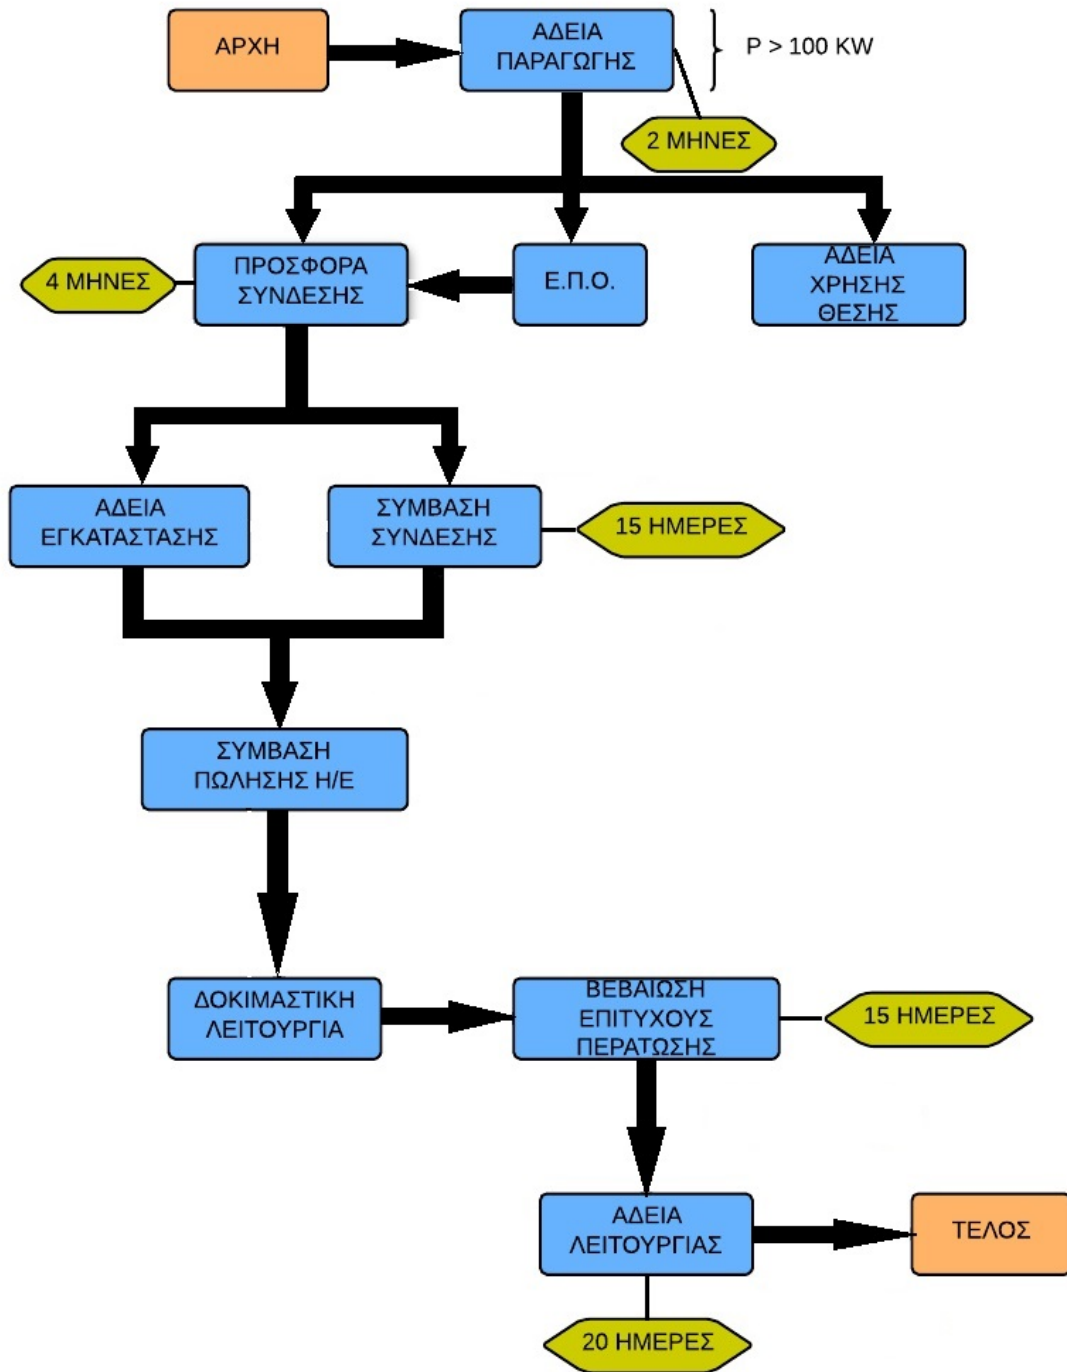 ΑΡΧΗ
ΑΔΕΙΑ
ΠΑΡΑΓΩΓΗΣ
P > 100 KW
2 ΜΗΝΕΣ
4 ΜΗΝΕΣ
ΠΡΟΣΦΟΡΑ
ΣΥΝΔΕΣΗΣ
Ε.Π.Ο.
ΑΔΕΙΑ
ΧΡΗΣΗΣ
ΘΕΣΗΣ
ΑΔΕΙΑ
ΕΓΚΑΤΑΣΤΑΣΗΣ
ΣΥΜΒΑΣΗ
ΣΥΝΔΕΣΗΣ
15 ΗΜΕΡΕΣ
ΣΥΜΒΑΣΗ
ΠΩΛΗΣΗΣ Η/Ε
ΔΟΚΙΜΑΣΤΙΚΗ
ΛΕΙΤΟΥΡΓΙΑ
ΒΕΒΑΙΩΣΗ
ΕΠΙΤΥΧΟΥΣ
ΠΕΡΑΤΩΣΗΣ
15 ΗΜΕΡΕΣ
ΑΔΕΙΑ
ΛΕΙΤΟΥΡΓΙΑΣ
ΤΕΛΟΣ
20 ΗΜΕΡΕΣ